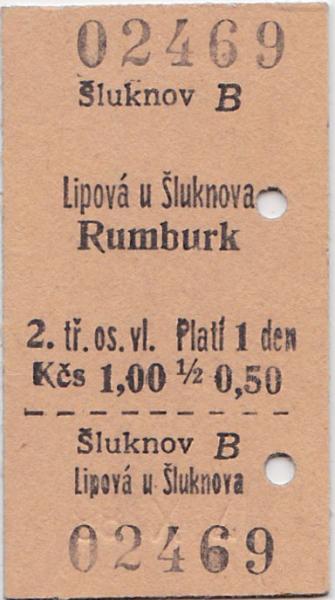 02469
Šluknov B
Lipová u Šluknova
Rumburk
2. tř. os. vl. Platí 1 den
Kčs 1,00 ½ 0,50
Šluknov B
Lipová u Šluknova
02469